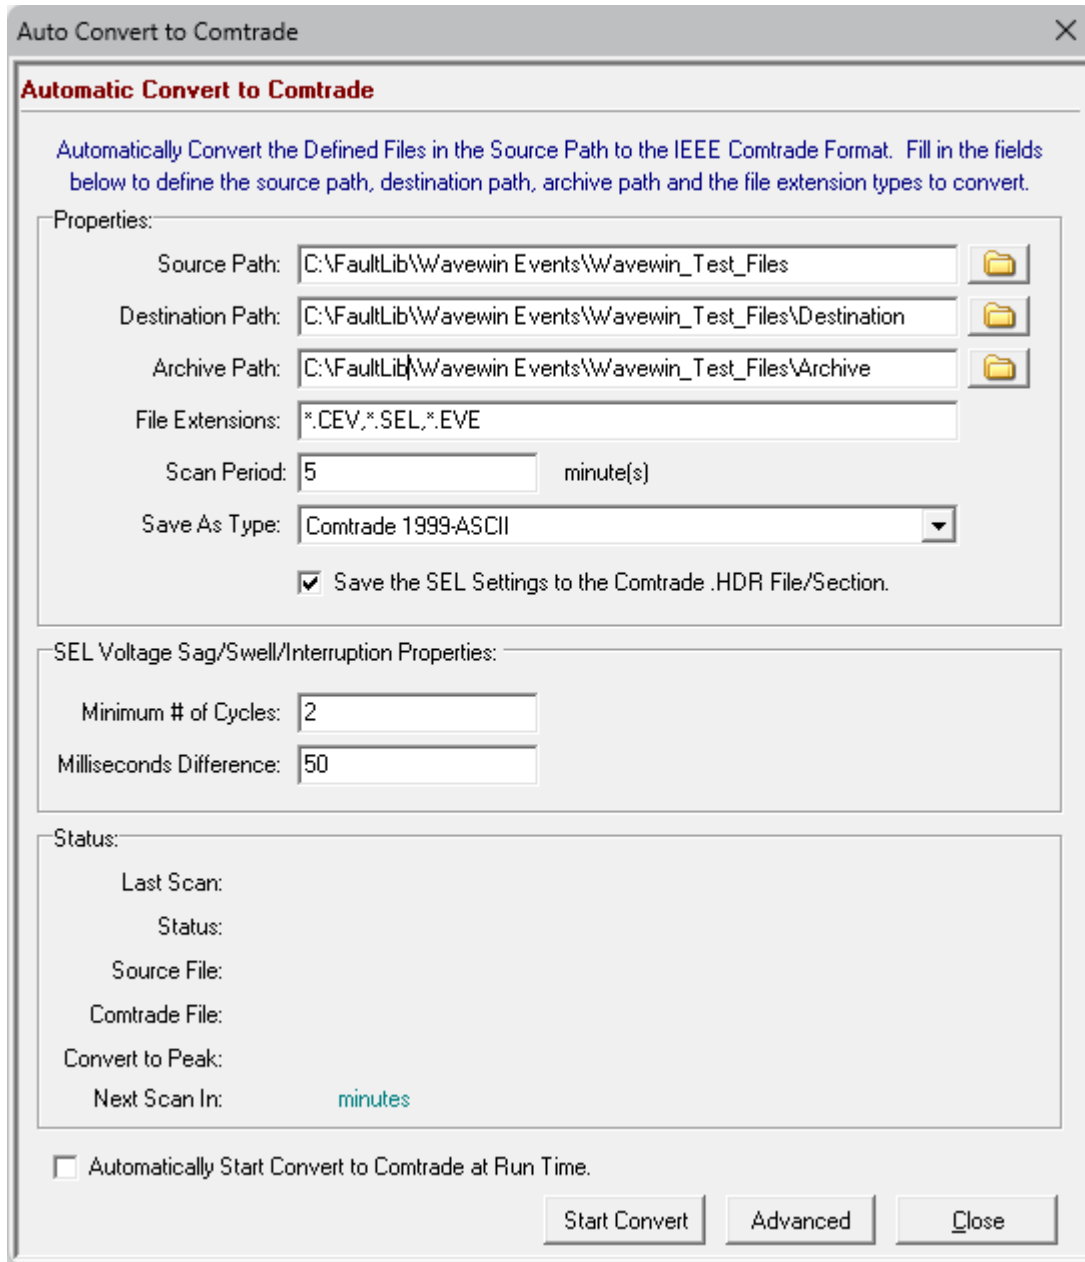 Auto Convert to Comtrade
Automatic Convert to Comtrade
Automatically Convert the Defined Files in the Source Path to the IEEE Comtrade Format.  Fill in the fields
below to define the source path, destination path, archive path and the file extension types to convert.
Properties:
Source Path: C:\FaultLib\Wavewin Events\Wavewin_Test_Files
Destination Path: C:\FaultLib\Wavewin Events\Wavewin_Test_Files\Destination
Archive Path: C:\FaultLib\Wavewin Events\Wavewin_Test_Files\Archive
File Extensions: *.CEV,*.SEL,*.EVE
Scan Period: 5 minute(s)
Save As Type: Comtrade 1999-ASCII
Save the SEL Settings to the Comtrade .HDR File/Section.
SEL Voltage Sag/Swell/Interruption Properties:
Minimum # of Cycles: 2
Milliseconds Difference: 50
Status:
Last Scan:
Status:
Source File:
Comtrade File:
Convert to Peak:
Next Scan In: minutes
Automatically Start Convert to Comtrade at Run Time.
Start Convert Advanced Close